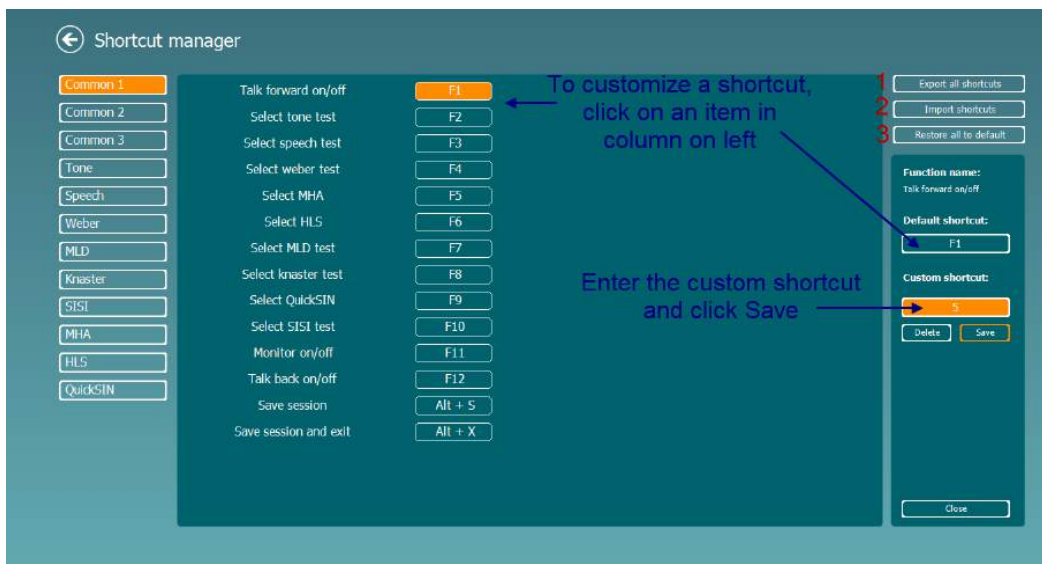 Shortcut manager
Common 1
Common 2
Common 3
Tone
Speech
Weber
MLD
Knaster
SISI
MHA
HLS
QuickSIN
Talk forward on/off F1
Select tone test F2
Select speech test F3
Select weber test F4
Select MHA F5
Select HLS F6
Select MLD test F7
Select knaster test F8
Select QuickSIN F9
Select SISI test F10
Monitor on/off F11
Talk back on/off F12
Save session Alt + S
Save session and exit Alt + X
To customize a shortcut,
click on an item in
column on left
Enter the custom shortcut
and click Save
1 Export all shortcuts
2 Import shortcuts
3 Restore all to default
Function name:
Talk forward on/off
Default shortcut:
F1
Custom shortcut:
S
Delete Save
Close